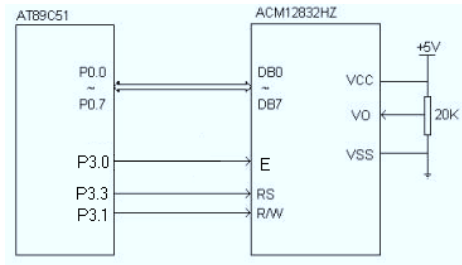 AT89C51
ACM12832HZ
+5V
P0.0
DB0
~
~
VCC
P0.7
DB7
VO
20K
P3.0
E
VSS
P3.3
RS
P3.1
R/W